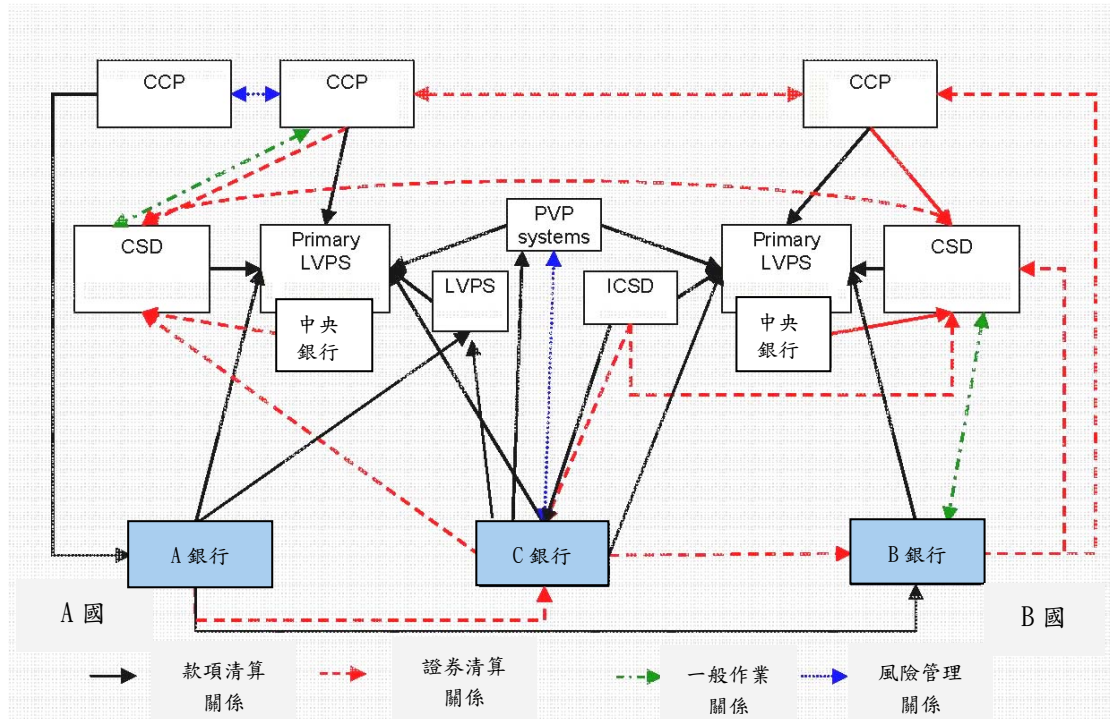 CCP
CCP
CCP
CSD
Primary
LVPS
PVP
systems
LVPS
ICSD
Primary
LVPS
CSD
中央
銀行
中央
銀行
A 銀行
C 銀行
B 銀行
A 國
B 國
款項清算
關係
證券清算
關係
一般作業
關係
風險管理
關係